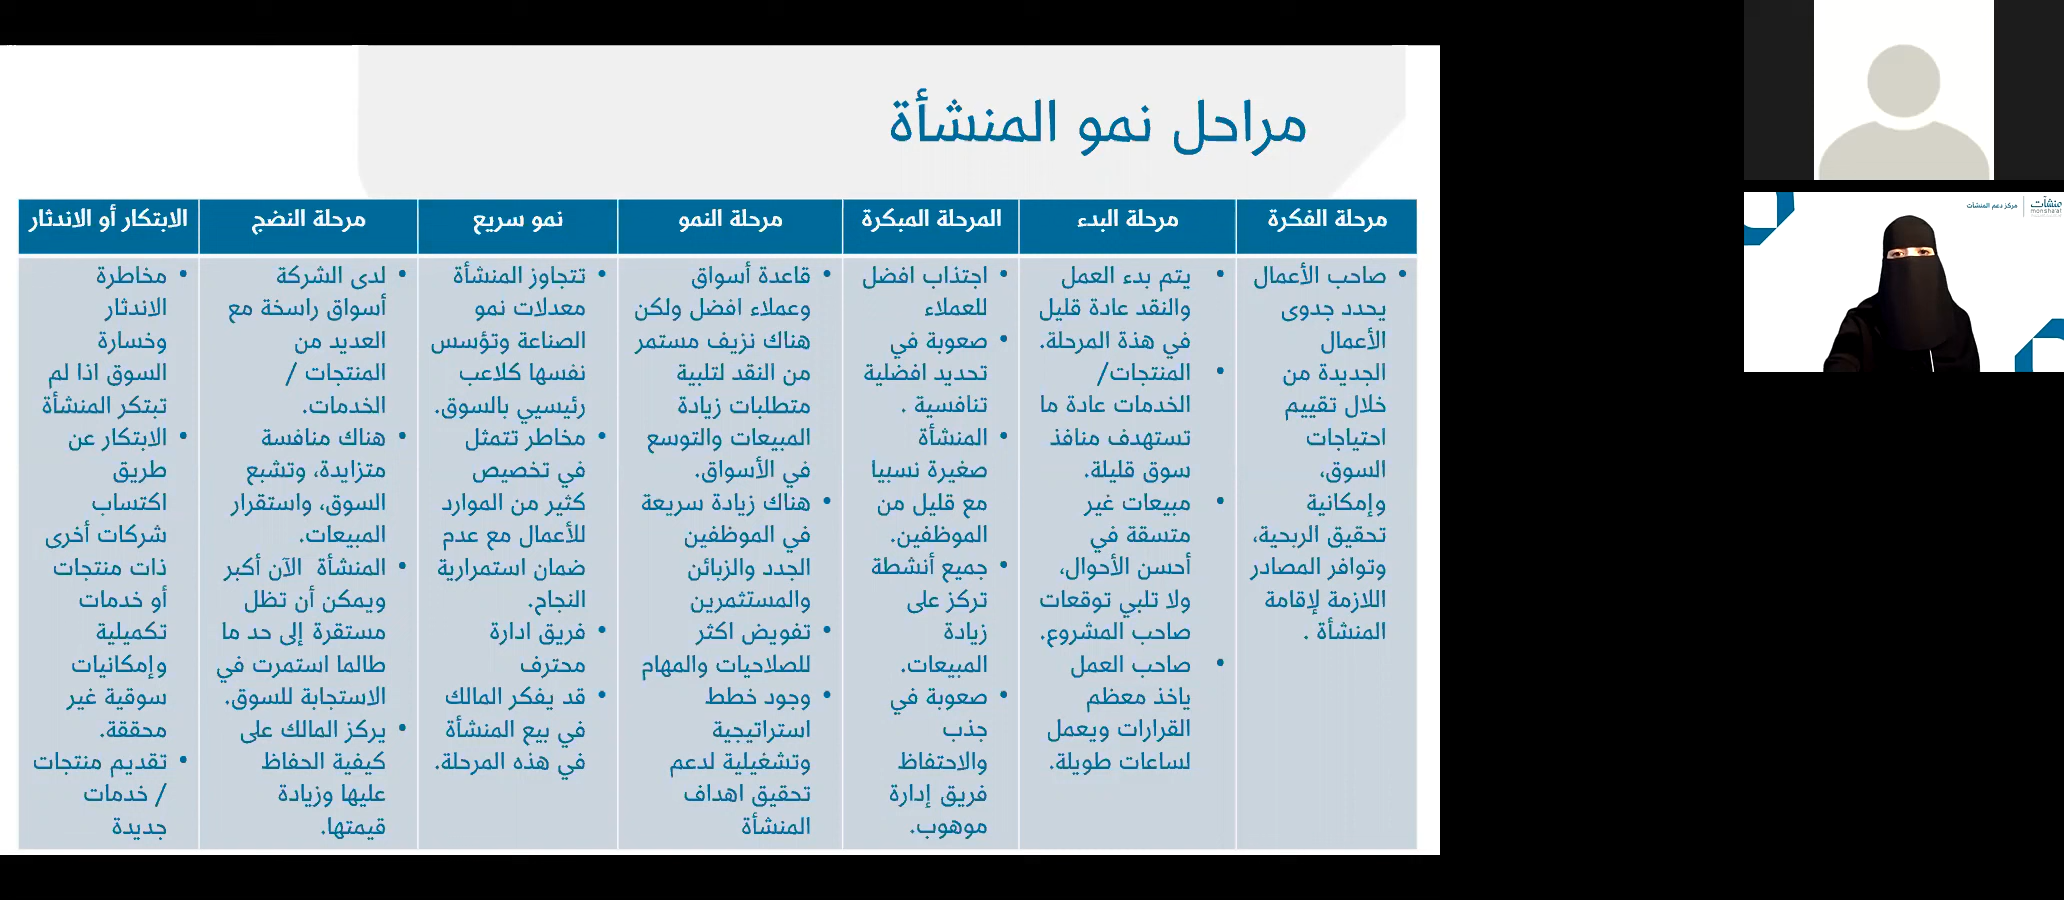 مراحل نمو المنشأة
مرحلة الفكرة
مرحلة البدء
المرحلة المبكرة
مرحلة النمو
نمو سريع
مرحلة النضج
الابتكار أو الاندثار
• صاحب الأعمال
يحدد جدوى
الأعمال
الجديدة من
خلال تقييم
احتياجات
السوق،
وإمكانية
تحقيق الربحية،
وتوافر المصادر
اللازمة لإقامة
المنشأة .
• يتم بدء العمل
والنقد عادة قليل
في هذة المرحلة.
• المنتجات/
الخدمات عادة ما
تستهدف منافذ
سوق قليلة.
• مبيعات غير
متسقة في
أحسن الأحوال،
ولا تلبي توقعات
صاحب المشروع.
• صاحب العمل
ياخذ معظم
القرارات ويعمل
لساعات طويلة.
• اجتذاب افضل
للعملاء
• صعوبة في
تحديد افضلية
تنافسية .
• المنشأة
صغيرة نسبيا
مع قليل من
الموظفين.
• جميع أنشطة
تركز على
زيادة
المبيعات.
• صعوبة في
جذب
والاحتفاظ
فريق إدارة
موهوب.
• قاعدة أسواق
وعملاء افضل ولكن
هناك نزيف مستمر
من النقد لتلبية
متطلبات زيادة
المبيعات والتوسع
في الأسواق.
• هناك زيادة سريعة
في الموظفين
الجدد والزبائن
والمستثمرين
• تفويض اكثر
للصلاحيات والمهام
• وجود خطط
استراتيجية
وتشغيلية لدعم
تحقيق اهداف
المنشأة
• تتجاوز المنشأة
معدلات نمو
الصناعة وتؤسس
نفسها كلاعب
رئيسيي بالسوق.
• مخاطر تتمثل
في تخصيص
كثير من الموارد
للأعمال مع عدم
ضمان استمرارية
النجاح.
• فريق ادارة
محترف
• قد يفكر المالك
في بيع المنشأة
في هذه المرحلة.
• لدى الشركة
أسواق راسخة مع
العديد من
المنتجات /
الخدمات.
• هناك منافسة
متزايدة، وتشبع
السوق، واستقرار
المبيعات.
• المنشأة الآن أكبر
ويمكن أن تظل
مستقرة إلى حد ما
طالما استمرت في
الاستجابة للسوق.
• يركز المالك على
كيفية الحفاظ
عليها وزيادة
قيمتها.
• مخاطرة
الاندثار
وخسارة
السوق اذا لم
تبتكر المنشأة
• الابتكار عن
طريق
اكتساب
شركات أخرى
ذات منتجات
أو خدمات
تكميلية
وإمكانيات
سوقية غير
محققة.
• تقديم منتجات
/ خدمات
جديدة
منشآت
monsha'at
مركز دعم المنشآت